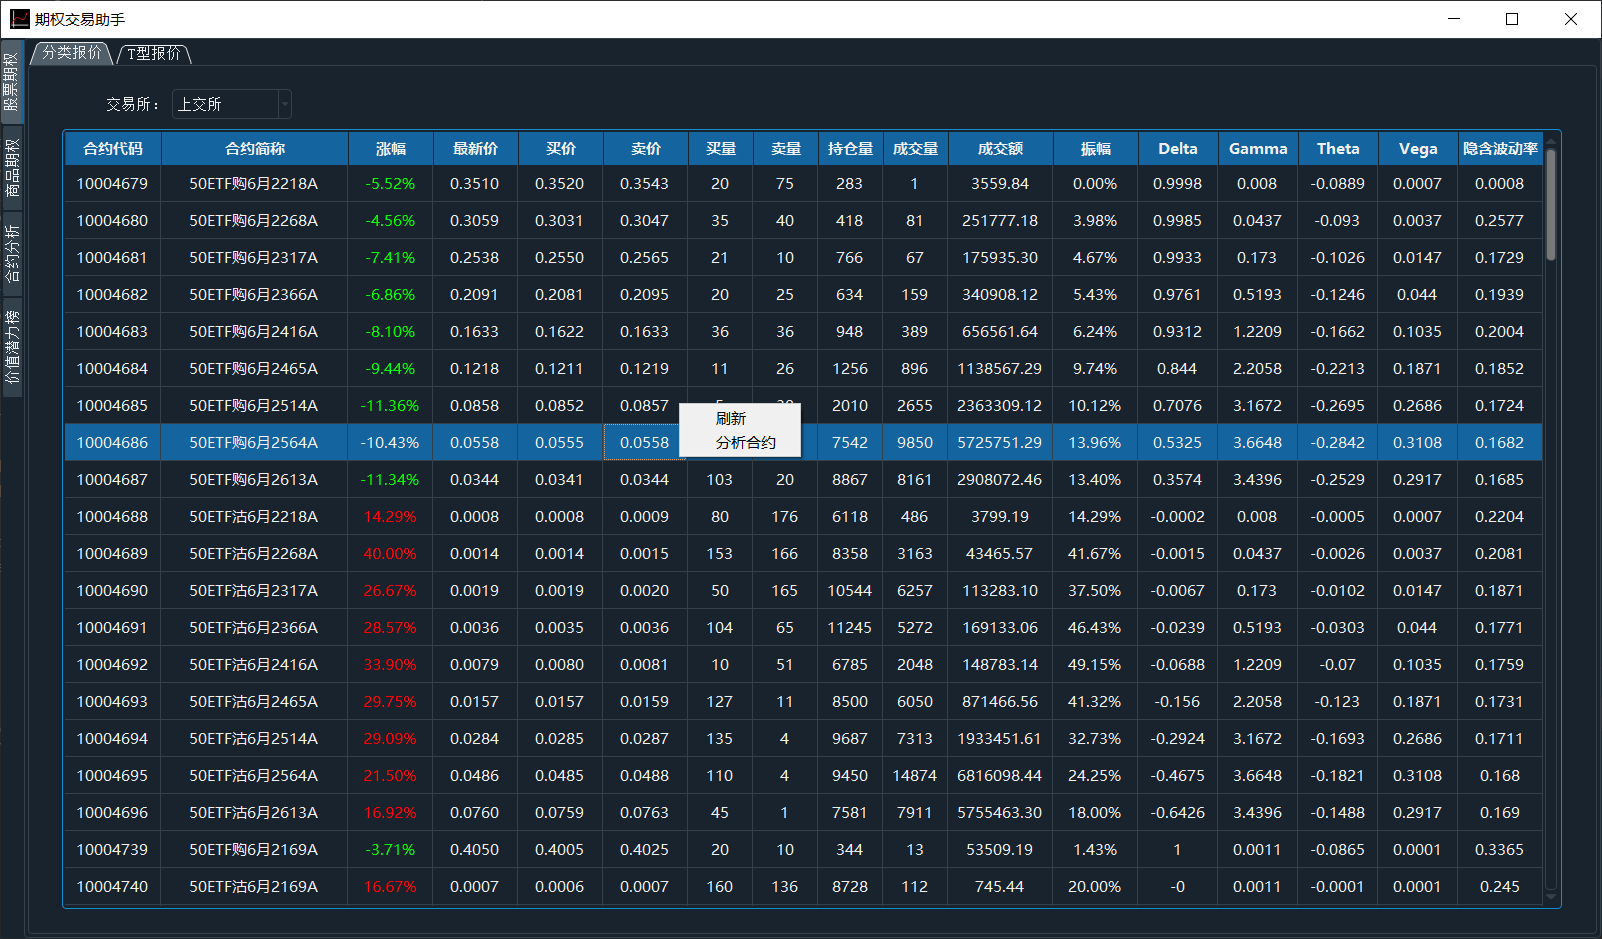 期权交易助手
分类报价 T型报价
股票期权
商品期权
合约分析
价值潜力榜
交易所： 上交所
合约代码 合约简称 涨幅 最新价 买价 卖价 买量 卖量 持仓量 成交量 成交额 振幅 Delta Gamma Theta Vega 隐含波动率
10004679 50ETF购6月2218A -5.52% 0.3510 0.3520 0.3543 20 75 283 1 3559.84 0.00% 0.9998 0.008 -0.0889 0.0007 0.0008
10004680 50ETF购6月2268A -4.56% 0.3059 0.3031 0.3047 35 40 418 81 251777.18 3.98% 0.9985 0.0437 -0.093 0.0037 0.2577
10004681 50ETF购6月2317A -7.41% 0.2538 0.2550 0.2565 21 10 766 67 175935.30 4.67% 0.9933 0.173 -0.1026 0.0147 0.1729
10004682 50ETF购6月2366A -6.86% 0.2091 0.2081 0.2095 20 25 634 159 340908.12 5.43% 0.9761 0.5193 -0.1246 0.044 0.1939
10004683 50ETF购6月2416A -8.10% 0.1633 0.1622 0.1633 36 36 948 389 656561.64 6.24% 0.9312 1.2209 -0.1662 0.1035 0.2004
10004684 50ETF购6月2465A -9.44% 0.1218 0.1211 0.1219 11 26 1256 896 1138567.29 9.74% 0.844 2.2058 -0.2213 0.1871 0.1852
10004685 50ETF购6月2514A -11.36% 0.0858 0.0852 0.0857 2010 2655 2363309.12 10.12% 0.7076 3.1672 -0.2695 0.2686 0.1724
刷新
10004686 50ETF购6月2564A -10.43% 0.0558 0.0555 0.0558 分析合约 7542 9850 5725751.29 13.96% 0.5325 3.6648 -0.2842 0.3108 0.1682
10004687 50ETF购6月2613A -11.34% 0.0344 0.0341 0.0344 103 20 8867 8161 2908072.46 13.40% 0.3574 3.4396 -0.2529 0.2917 0.1685
10004688 50ETF沽6月2218A 14.29% 0.0008 0.0008 0.0009 80 176 6118 486 3799.19 14.29% -0.0002 0.008 -0.0005 0.0007 0.2204
10004689 50ETF沽6月2268A 40.00% 0.0014 0.0014 0.0015 153 166 8358 3163 43465.57 41.67% -0.0015 0.0437 -0.0026 0.0037 0.2081
10004690 50ETF沽6月2317A 26.67% 0.0019 0.0019 0.0020 50 165 10544 6257 113283.10 37.50% -0.0067 0.173 -0.0102 0.0147 0.1871
10004691 50ETF沽6月2366A 28.57% 0.0036 0.0035 0.0036 104 65 11245 5272 169133.06 46.43% -0.0239 0.5193 -0.0303 0.044 0.1771
10004692 50ETF沽6月2416A 33.90% 0.0079 0.0080 0.0081 10 51 6785 2048 148783.14 49.15% -0.0688 1.2209 -0.07 0.1035 0.1759
10004693 50ETF沽6月2465A 29.75% 0.0157 0.0157 0.0159 127 11 8500 6050 871466.56 41.32% -0.156 2.2058 -0.123 0.1871 0.1731
10004694 50ETF沽6月2514A 29.09% 0.0284 0.0285 0.0287 135 4 9687 7313 1933451.61 32.73% -0.2924 3.1672 -0.1693 0.2686 0.1711
10004695 50ETF沽6月2564A 21.50% 0.0486 0.0485 0.0488 110 4 9450 14874 6816098.44 24.25% -0.4675 3.6648 -0.1821 0.3108 0.168
10004696 50ETF沽6月2613A 16.92% 0.0760 0.0759 0.0763 45 1 7581 7911 5755463.30 18.00% -0.6426 3.4396 -0.1488 0.2917 0.169
10004739 50ETF购6月2169A -3.71% 0.4050 0.4005 0.4025 20 10 344 13 53509.19 1.43% 1 0.0011 -0.0865 0.0001 0.3365
10004740 50ETF沽6月2169A 16.67% 0.0007 0.0006 0.0007 160 136 8728 112 745.44 20.00% -0 0.0011 -0.0001 0.0001 0.245